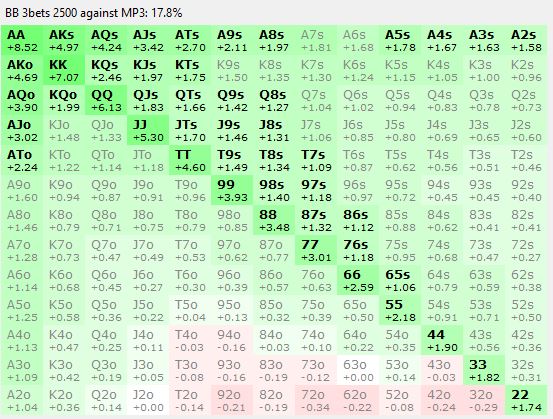 BB 3bets 2500 against MP3: 17.8%
AA AKs AQs AJs ATs A9s A8s A7s A6s A5s A4s A3s A2s
+8.52 +4.97 +4.24 +3.42 +2.70 +2.11 +1.97 +1.81 +1.68 +1.78 +1.67 +1.63 +1.58
AKo KK KQs KJs KTs K9s K8s K7s K6s K5s K4s K3s K2s
+4.69 +7.07 +2.46 +1.97 +1.75 +1.50 +1.35 +1.30 +1.24 +1.15 +1.05 +1.00 +0.96
AQo KQo QQ QJs QTs Q9s Q8s Q7s Q6s Q5s Q4s Q3s Q2s
+3.90 +1.99 +6.13 +1.83 +1.66 +1.42 +1.27 +1.04 +1.02 +0.94 +0.83 +0.78 +0.73
AJo KJo QJo JJ JTs J9s J8s J7s J6s J5s J4s J3s J2s
+3.02 +1.48 +1.33 +5.30 +1.70 +1.46 +1.31 +1.06 +0.85 +0.80 +0.69 +0.65 +0.60
ATo KTo QTo JTo TT T9s T8s T7s T6s T5s T4s T3s T2s
+2.24 +1.22 +1.14 +1.18 +4.60 +1.49 +1.34 +1.09 +0.87 +0.62 +0.56 +0.51 +0.46
A9o K9o Q9o J9o T9o 99 98s 97s 96s 95s 94s 93s 92s
+1.60 +0.94 +0.87 +0.91 +0.96 +3.93 +1.40 +1.18 +0.97 +0.72 +0.45 +0.45 +0.40
A8o K8o Q8o J8o T8o 98o 88 87s 86s 85s 84s 83s 82s
+1.46 +0.79 +0.71 +0.75 +0.79 +0.85 +3.48 +1.32 +1.12 +0.88 +0.62 +0.41 +0.41
A7o K7o Q7o J7o T7o 97o 87o 77 76s 75s 74s 73s 72s
+1.28 +0.73 +0.47 +0.49 +0.53 +0.62 +0.77 +3.01 +1.18 +0.95 +0.68 +0.47 +0.27
A6o K6o Q6o J6o T6o 96o 86o 76o 66 65s 64s 63s 62s
+1.14 +0.68 +0.45 +0.27 +0.30 +0.39 +0.57 +0.63 +2.59 +1.06 +0.79 +0.59 +0.38
A5o K5o Q5o J5o T5o 95o 85o 75o 65o 55 54s 53s 52s
+1.25 +0.58 +0.36 +0.22 +0.04 +0.13 +0.32 +0.39 +0.50 +2.18 +0.91 +0.71 +0.50
A4o K4o Q4o J4o T4o 94o 84o 74o 64o 54o 44 43s 42s
+1.13 +0.47 +0.25 +0.11 -0.03 -0.16 +0.03 +0.10 +0.22 +0.35 +1.90 +0.56 +0.36
A3o K3o Q3o J3o T3o 93o 83o 73o 63o 53o 43o 33 32s
+1.09 +0.42 +0.19 +0.05 -0.08 -0.16 -0.19 -0.12 +0.00 +0.14 -0.03 +1.82 +0.31
A2o K2o Q2o J2o T2o 92o 82o 72o 62o 52o 42o 32o 22
+1.04 +0.36 +0.14 +0.00 -0.14 -0.21 -0.19 -0.34 -0.22 -0.08 -0.24 -0.29 +1.74